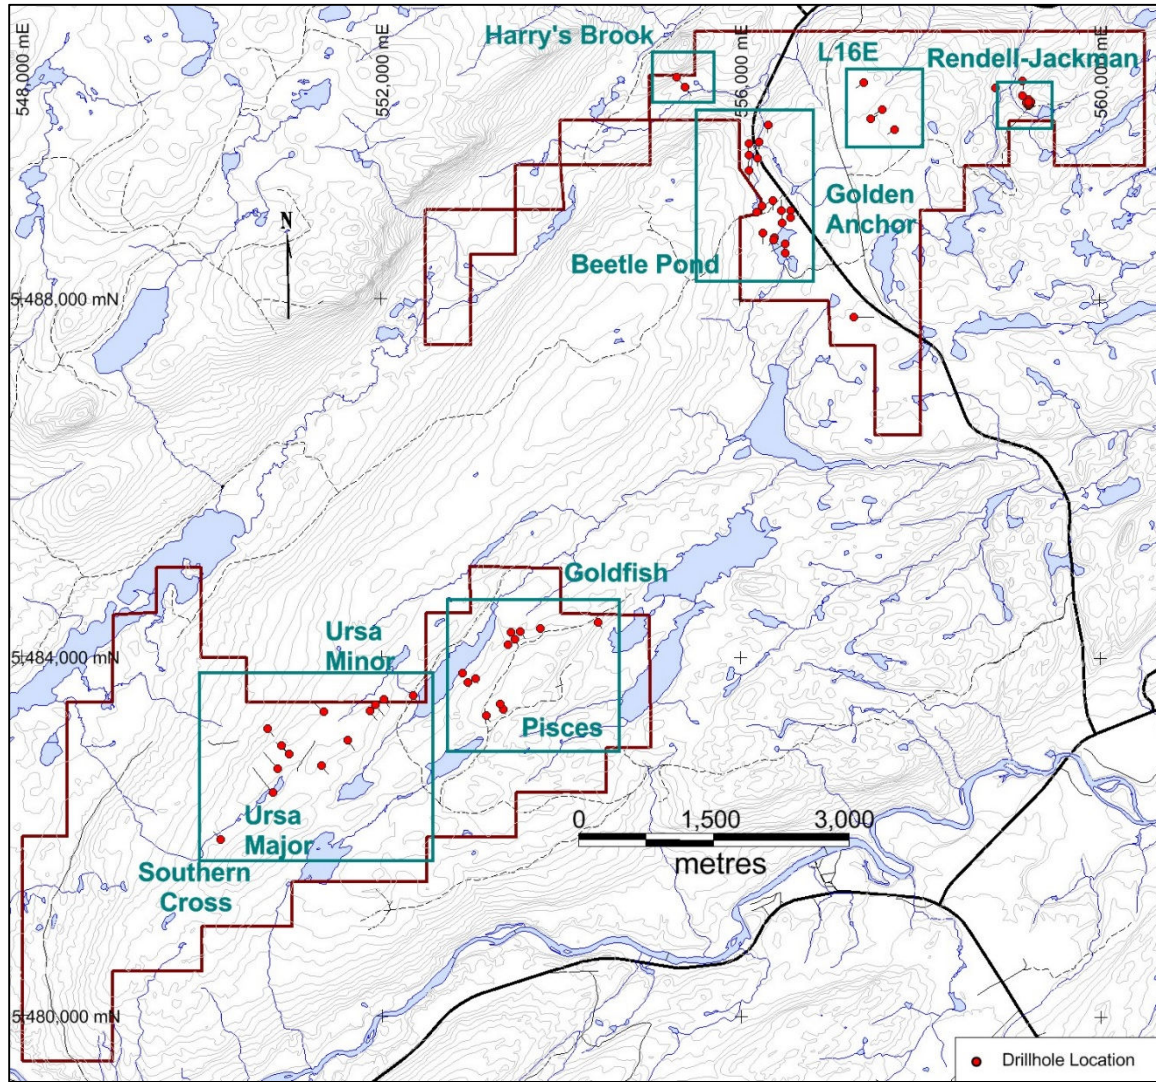 548,000 mE
552,000 mE
556,000 mE
560,000 mE
Harry's Brook
L16E
Rendell-Jackman
Golden
Anchor
N
Beetle Pond
5,488,000 mN
Goldfish
Ursa
Minor
5,484,000 mN
Pisces
Ursa
Major
0 1,500 3,000
metres
Southern
Cross
5,480,000 mN
Drillhole Location